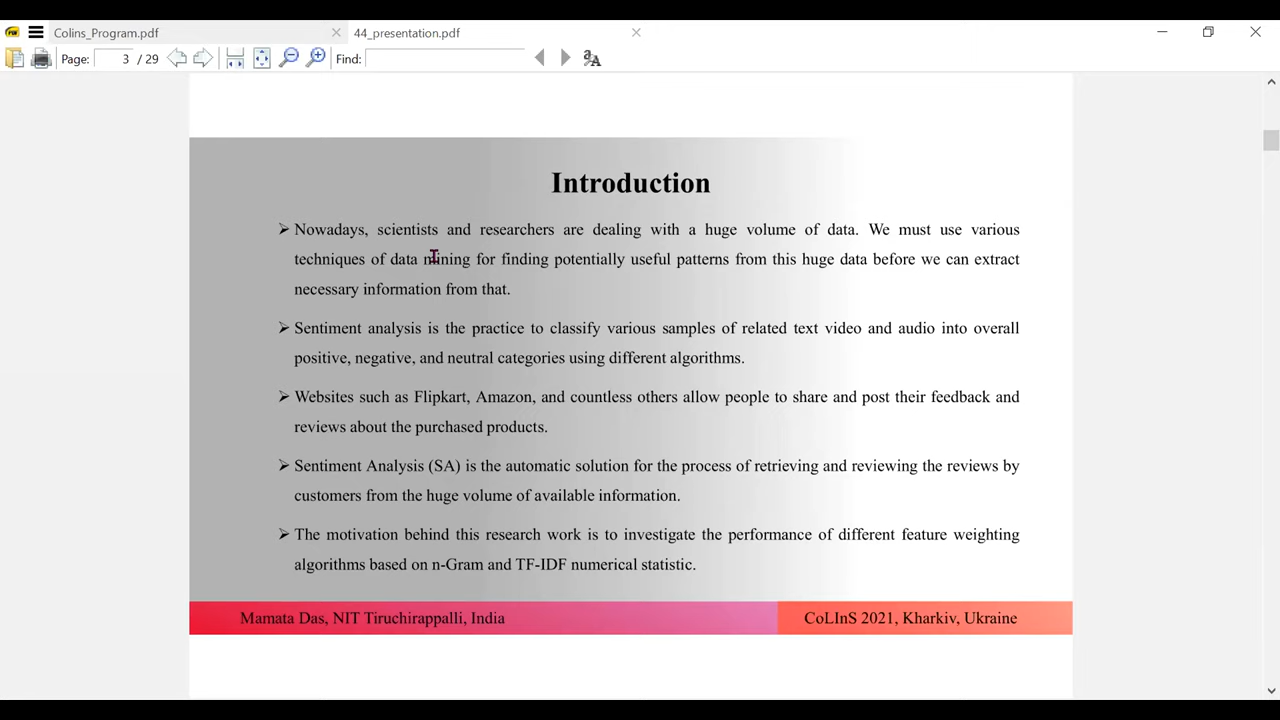 Colins_Program.pdf
44_presentation.pdf
Page: 3 / 29
Find:
Introduction
➢ Nowadays, scientists and researchers are dealing with a huge volume of data. We must use various
techniques of data mining for finding potentially useful patterns from this huge data before we can extract
necessary information from that.
➢ Sentiment analysis is the practice to classify various samples of related text video and audio into overall
positive, negative, and neutral categories using different algorithms.
➢ Websites such as Flipkart, Amazon, and countless others allow people to share and post their feedback and
reviews about the purchased products.
➢ Sentiment Analysis (SA) is the automatic solution for the process of retrieving and reviewing the reviews by
customers from the huge volume of available information.
➢ The motivation behind this research work is to investigate the performance of different feature weighting
algorithms based on n-Gram and TF-IDF numerical statistic.
Mamata Das, NIT Tiruchirappalli, India
CoLInS 2021, Kharkiv, Ukraine